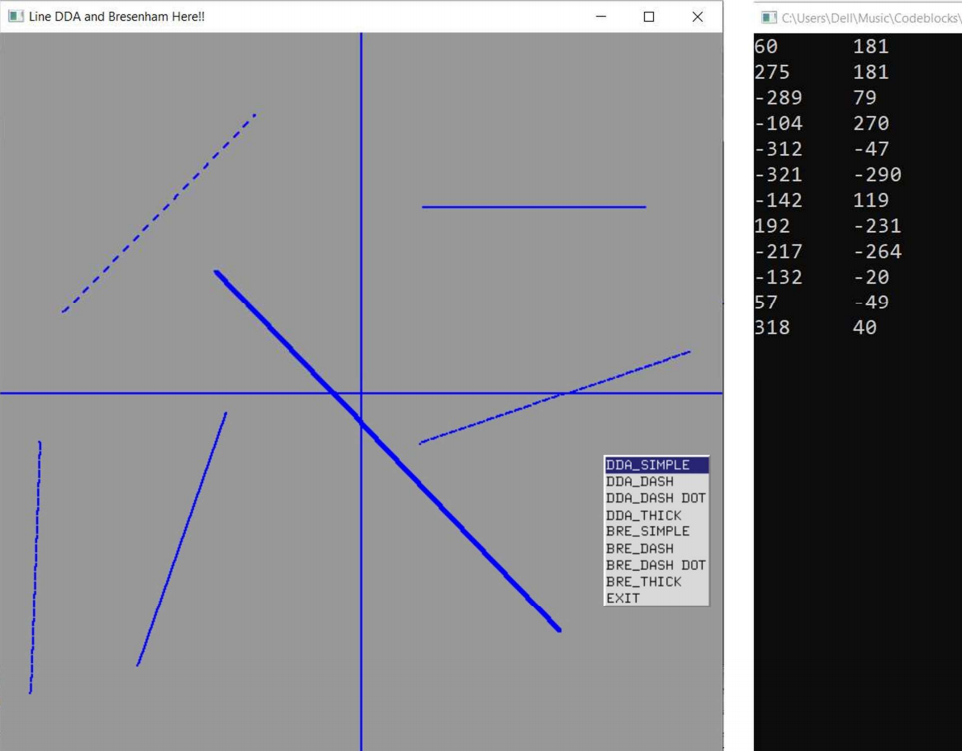 Line DDA and Bresenham Here!!
DDA_SIMPLE
DDA_DASH
DDA_DASH DOT
DDA_THICK
BRE_SIMPLE
BRE_DASH
BRE_DASH DOT
BRE_THICK
EXIT
C:\Users\Dell\Music\Codeblocks\
60 181
275 181
-289 79
-104 270
-312 -47
-321 -290
-142 119
192 -231
-217 -264
-132 -20
57 -49
318 40